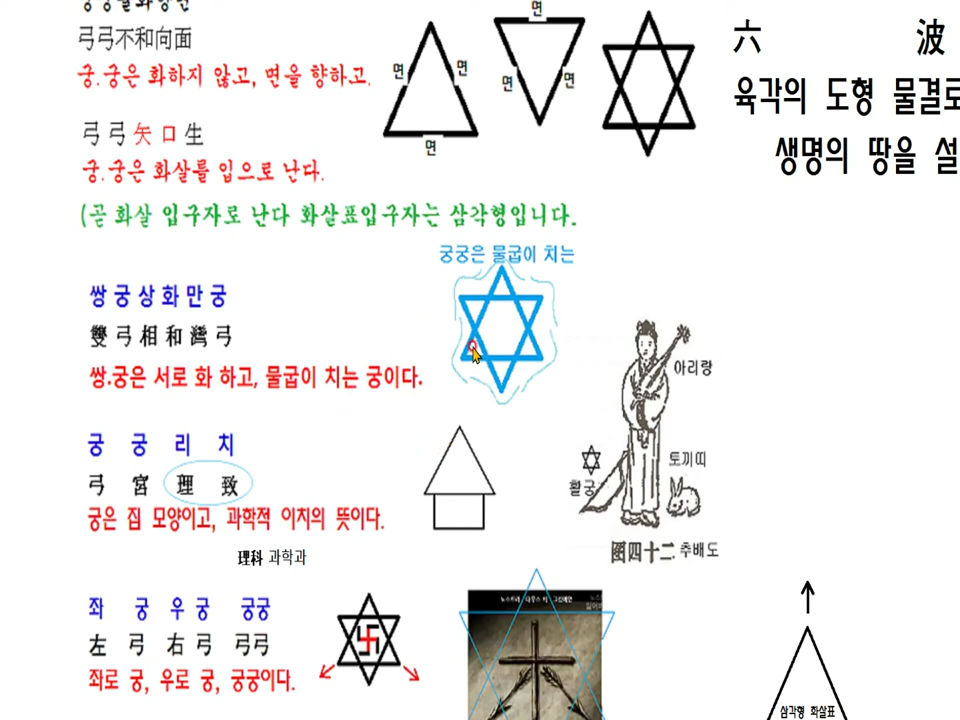 弓弓不和向面
궁.궁은 화하지 않고, 면을 향하고.
弓 弓 矢 口 生
궁.궁은 화살를 입으로 난다.
(곧 화살 입구자로 난다 화살표입구자는 삼각형입니다.
면
면
면
면
면
면
六 波
육각의 도형 물결로
생명의 땅을 설
궁궁은 물굽이 치는
쌍 궁 상 화 만 궁
雙 弓 相 和 灣 弓
쌍.궁은 서로 화 하고, 물굽이 치는 궁이다.
아리랑
토끼띠
활궁
圖四十二 추배도
궁 궁 리 치
弓 宮 理 致
궁은 집 모양이고, 과학적 이치의 뜻이다.
理科 과학과
좌 궁 우 궁 궁궁
左 弓 右 弓 弓弓
좌로 궁, 우로 궁, 궁궁이다.
卐
삼각형 화살표